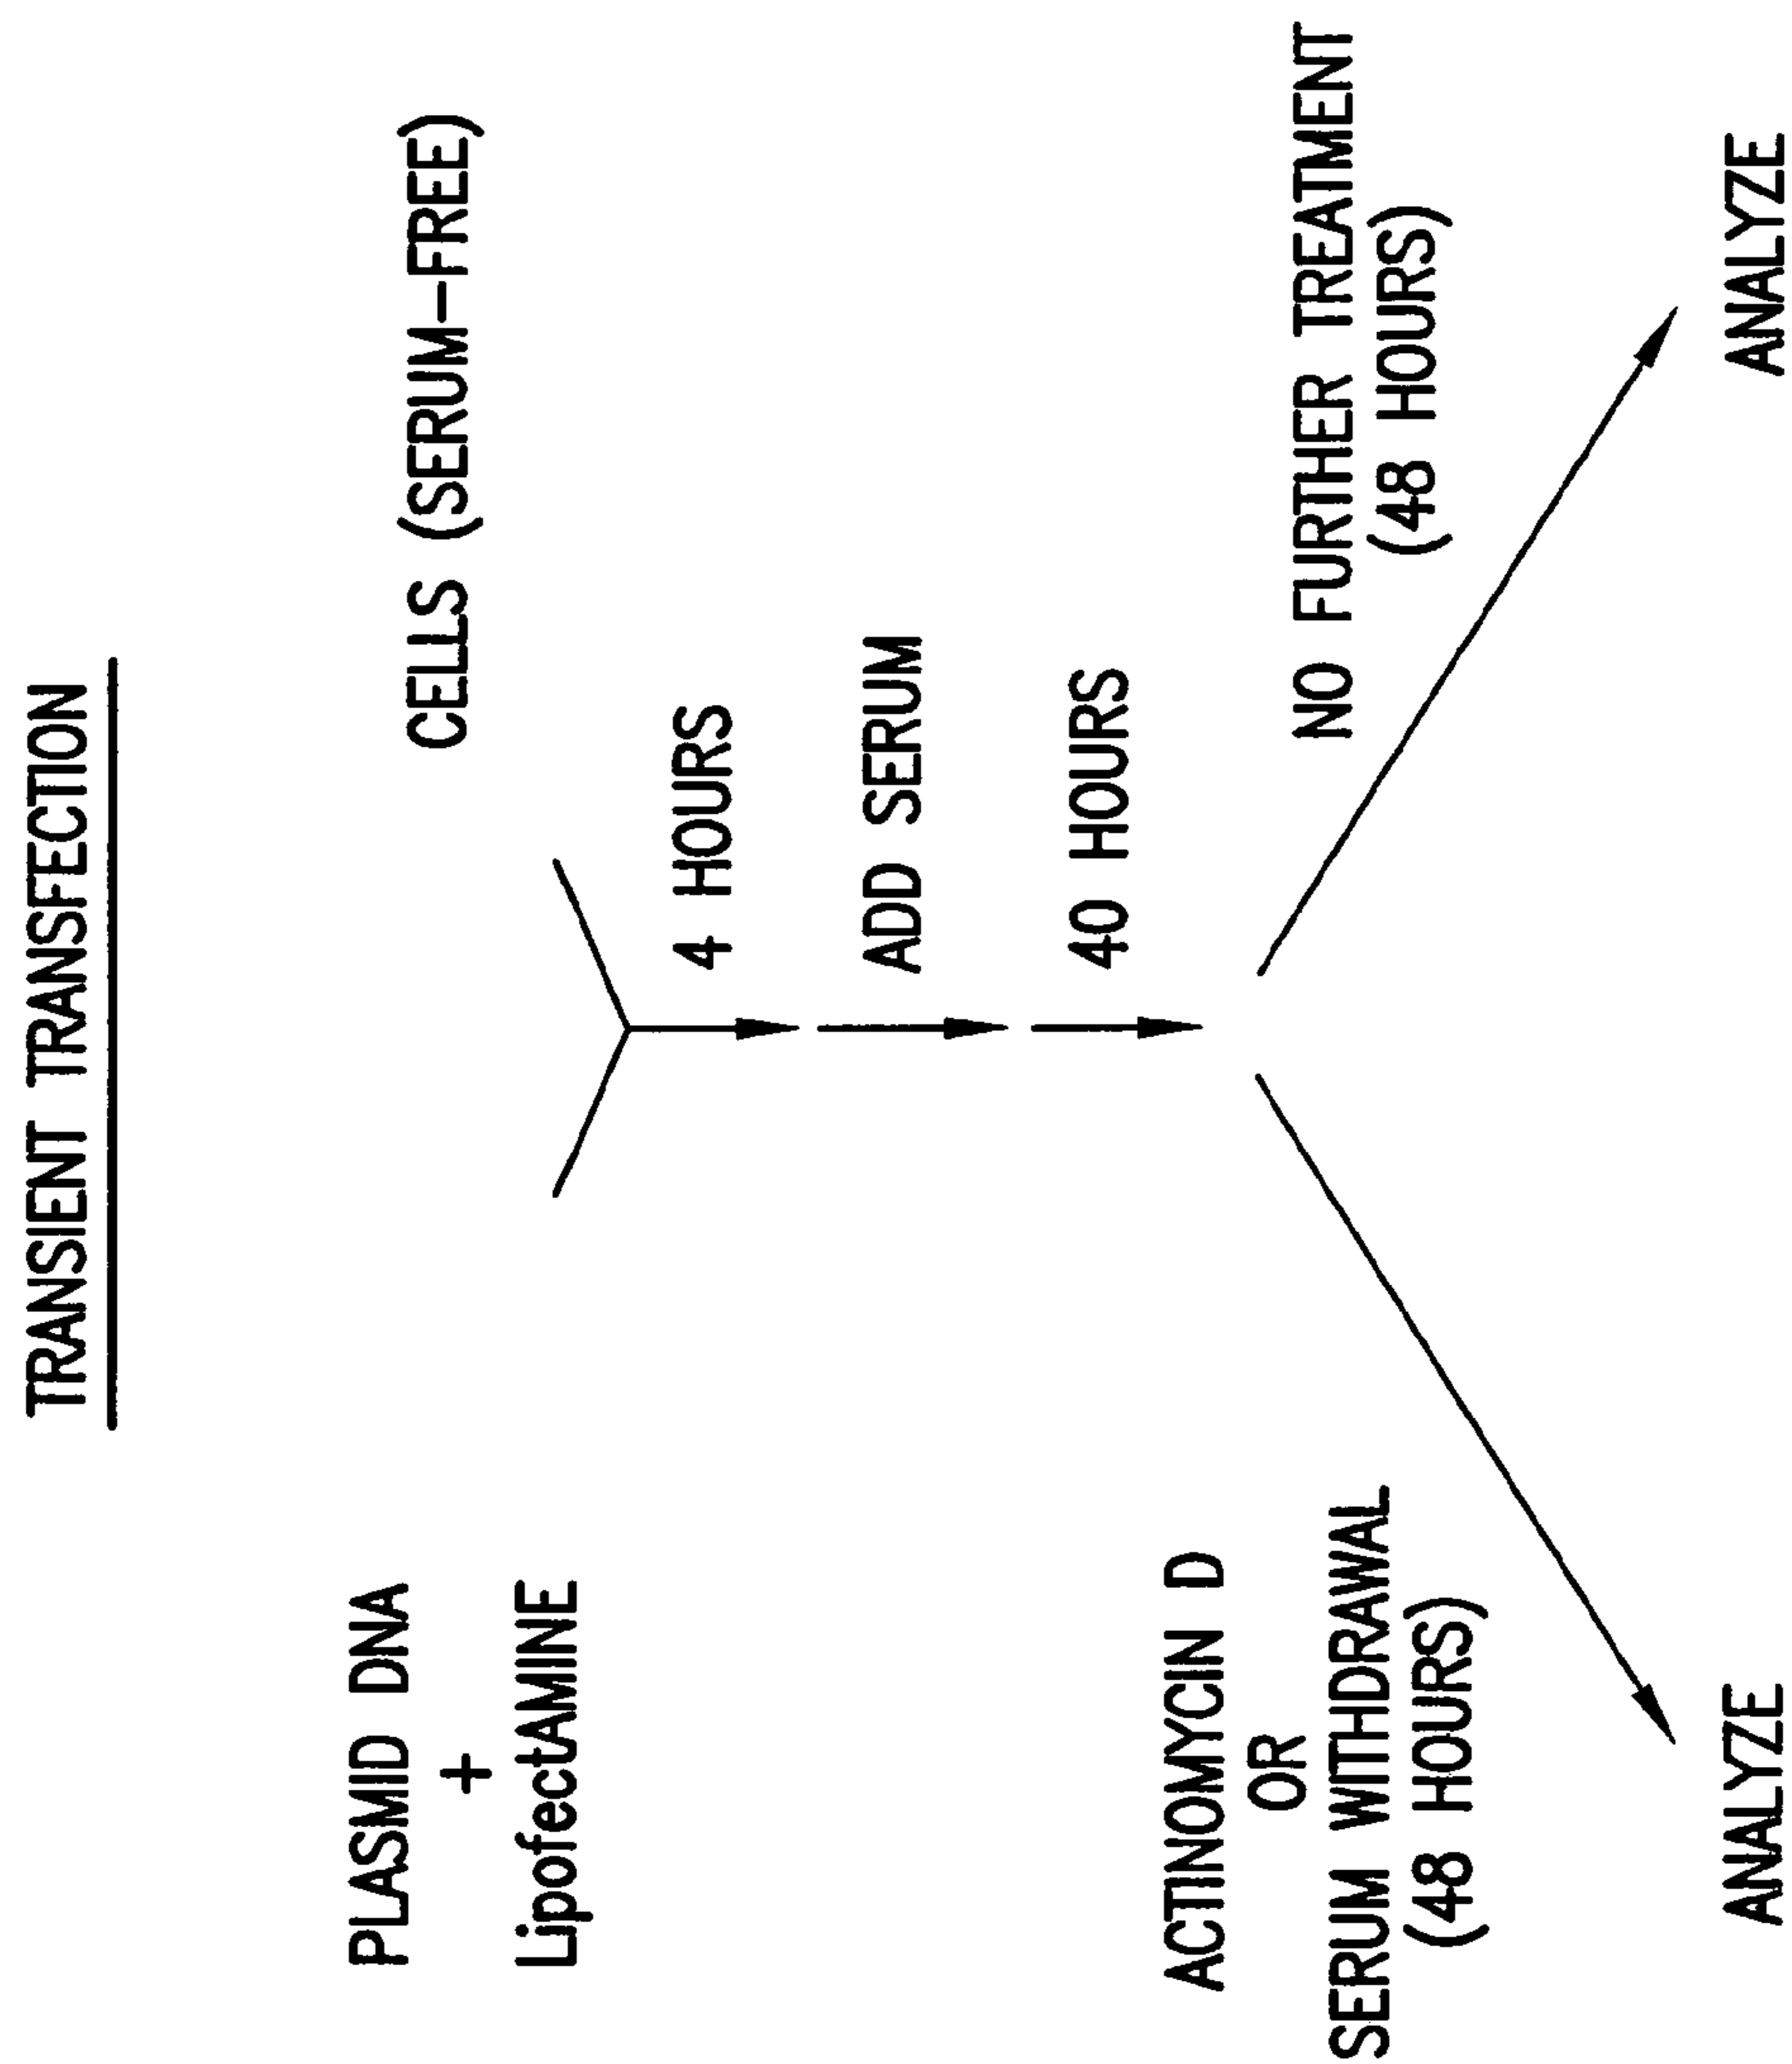 TRANSIENT TRANSFECTION
PLASMID DNA
+
LipofectAMINE
CELLS (SERUM-FREE)
4 HOURS
ADD SERUM
40 HOURS
ACTINOMYCIN D
OR
SERUM WITHDRAWAL
(48 HOURS)
NO FURTHER TREATMENT
(48 HOURS)
ANALYZE
ANALYZE